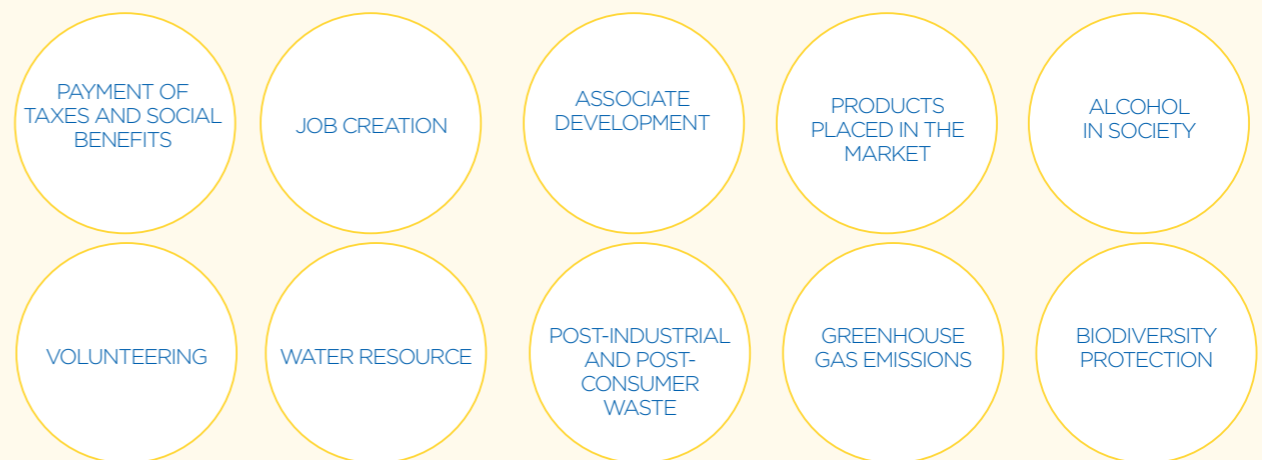 PAYMENT OF
TAXES AND SOCIAL
BENEFITS
JOB CREATION
ASSOCIATE
DEVELOPMENT
PRODUCTS
PLACED IN THE
MARKET
ALCOHOL
IN SOCIETY
VOLUNTEERING
WATER RESOURCE
POST-INDUSTRIAL
AND POST-
CONSUMER
WASTE
GREENHOUSE
GAS EMISSIONS
BIODIVERSITY
PROTECTION